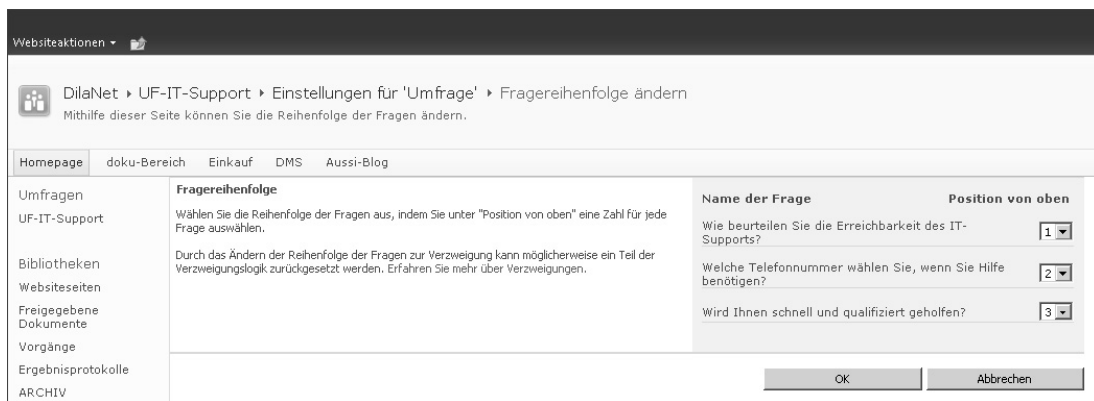 Websiteaktionen
DilaNet ▸ UF-IT-Support ▸ Einstellungen für 'Umfrage' ▸ Fragereihenfolge ändern
Mithilfe dieser Seite können Sie die Reihenfolge der Fragen ändern.
Homepage doku-Bereich Einkauf DMS Aussi-Blog
Umfragen
UF-IT-Support
Bibliotheken
Websiteseiten
Freigegebene
Dokumente
Vorgänge
Ergebnisprotokolle
ARCHIV
Fragereihenfolge
Wählen Sie die Reihenfolge der Fragen aus, indem Sie unter "Position von oben" eine Zahl für jede
Frage auswählen.
Durch das Ändern der Reihenfolge der Fragen zur Verzweigung kann möglicherweise ein Teil der
Verzweigungslogik zurückgesetzt werden. Erfahren Sie mehr über Verzweigungen.
Name der Frage Position von oben
Wie beurteilen Sie die Erreichbarkeit des IT-
Supports? 1
Welche Telefonnummer wählen Sie, wenn Sie Hilfe
benötigen? 2
Wird Ihnen schnell und qualifiziert geholfen? 3
OK Abbrechen